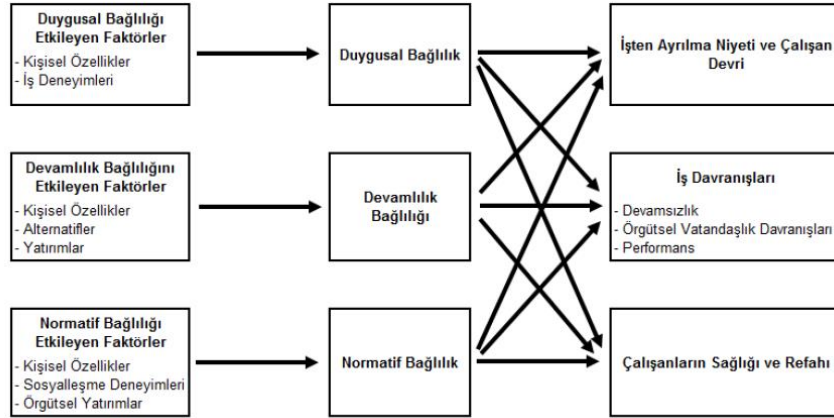 Duygusal Bağlılığı
Etkileyen Faktörler
- Kişisel Özellikler
- İş Deneyimleri
Duygusal Bağlılık
İşten Ayrılma Niyeti ve Çalışan
Devri
Devamlılık Bağlılığını
Etkileyen Faktörler
- Kişisel Özellikler
- Alternatifler
- Yatırımlar
Devamlılık
Bağlılığı
İş Davranışları
- Devamsızlık
- Örgütsel Vatandaşlık Davranışları
- Performans
Normatif Bağlılığı
Etkileyen Faktörler
- Kişisel Özellikler
- Sosyalleşme Deneyimleri
- Örgütsel Yatırımlar
Normatif Bağlılık
Çalışanların Sağlığı ve Refahı